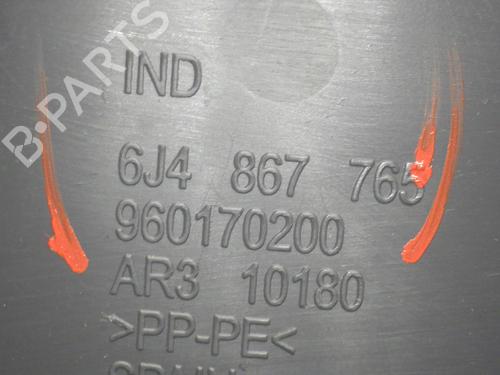 B-PARTS
IND
6J4 867 765
960170200
AR3 10180
>PP-PE<